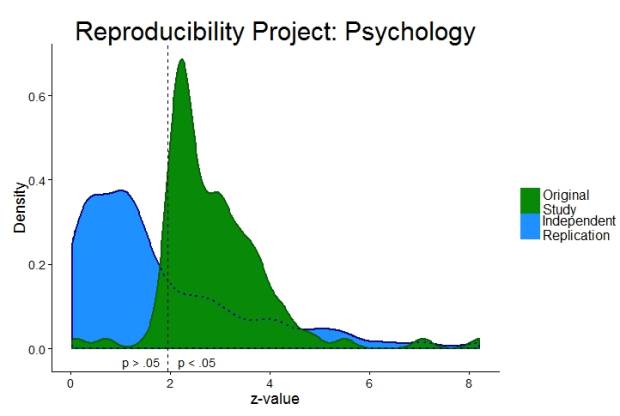 Reproducibility Project: Psychology
Density
0.6
0.4
0.2
0.0
p > .05
p < .05
0
2
4
6
8
z-value
Original
Study
Independent
Replication